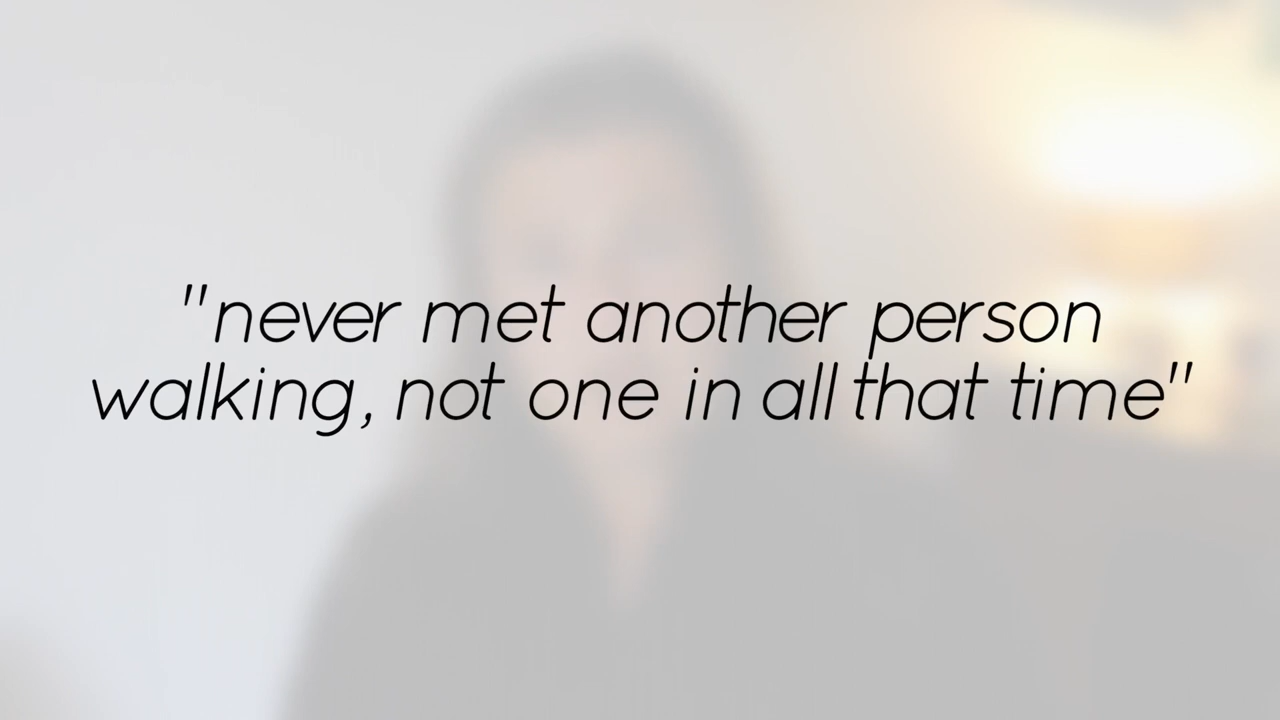 "never met another person
walking, not one in all that time"